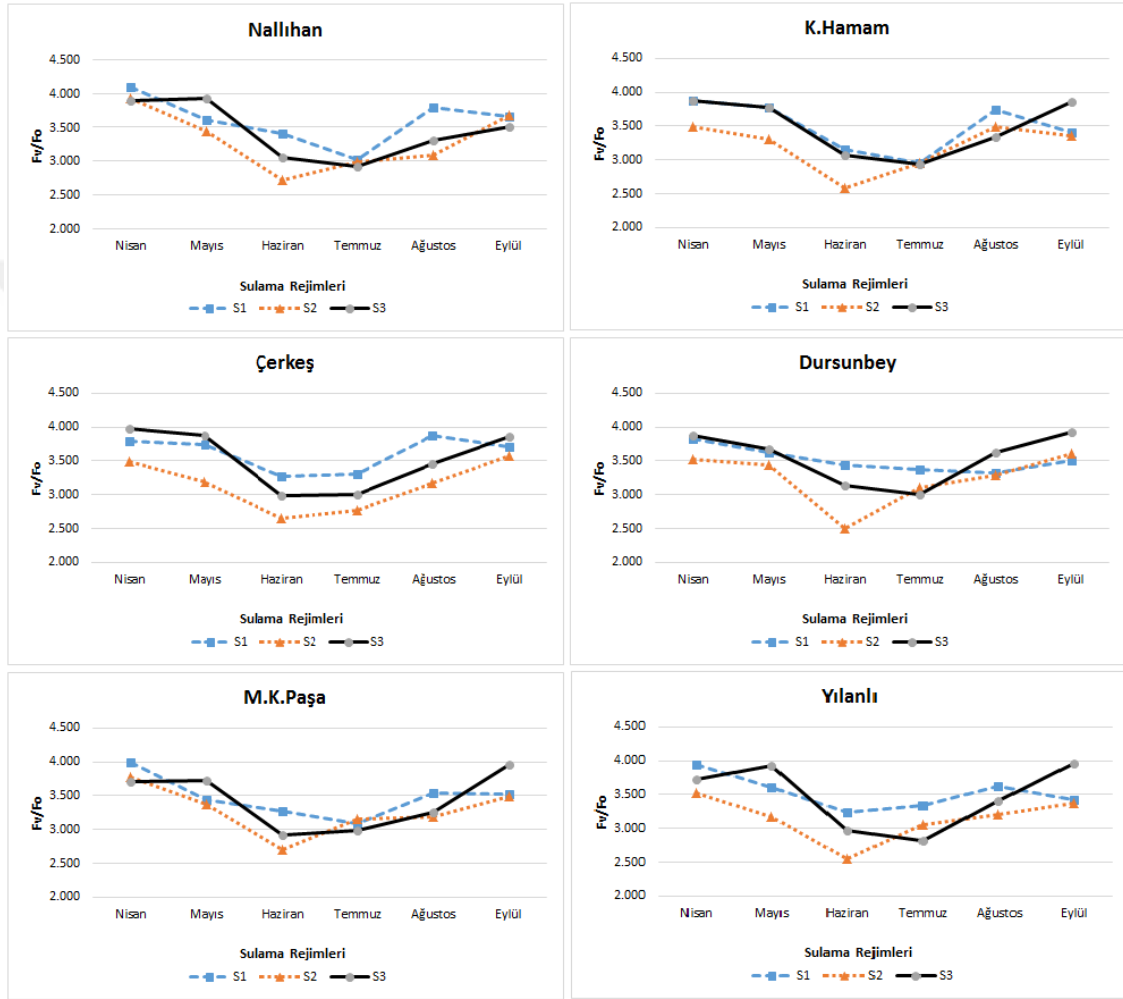 Nallıhan
4.500
4.000
3.500
3.000
2.500
2.000
Fv/Fo
Nisan Mayıs Haziran Temmuz Ağustos Eylül
Sulama Rejimleri
S1 S2 S3
K.Hamam
4.500
4.000
3.500
3.000
2.500
2.000
Fv/Fo
Nisan Mayıs Haziran Temmuz Ağustos Eylül
Sulama Rejimleri
S1 S2 S3
Çerkeş
4.500
4.000
3.500
3.000
2.500
2.000
Fv/Fo
Nisan Mayıs Haziran Temmuz Ağustos Eylül
Sulama Rejimleri
S1 S2 S3
Dursunbey
4.500
4.000
3.500
3.000
2.500
2.000
Fv/Fo
Nisan Mayıs Haziran Temmuz Ağustos Eylül
Sulama Rejimleri
S1 S2 S3
M.K.Paşa
4.500
4.000
3.500
3.000
2.500
2.000
Fv/Fo
Nisan Mayıs Haziran Temmuz Ağustos Eylül
Sulama Rejimleri
S1 S2 S3
Yılanlı
4.500
4.000
3.500
3.000
2.500
2.000
Fv/Fo
Nisan Mayıs Haziran Temmuz Ağustos Eylül
Sulama Rejimleri
S1 S2 S3